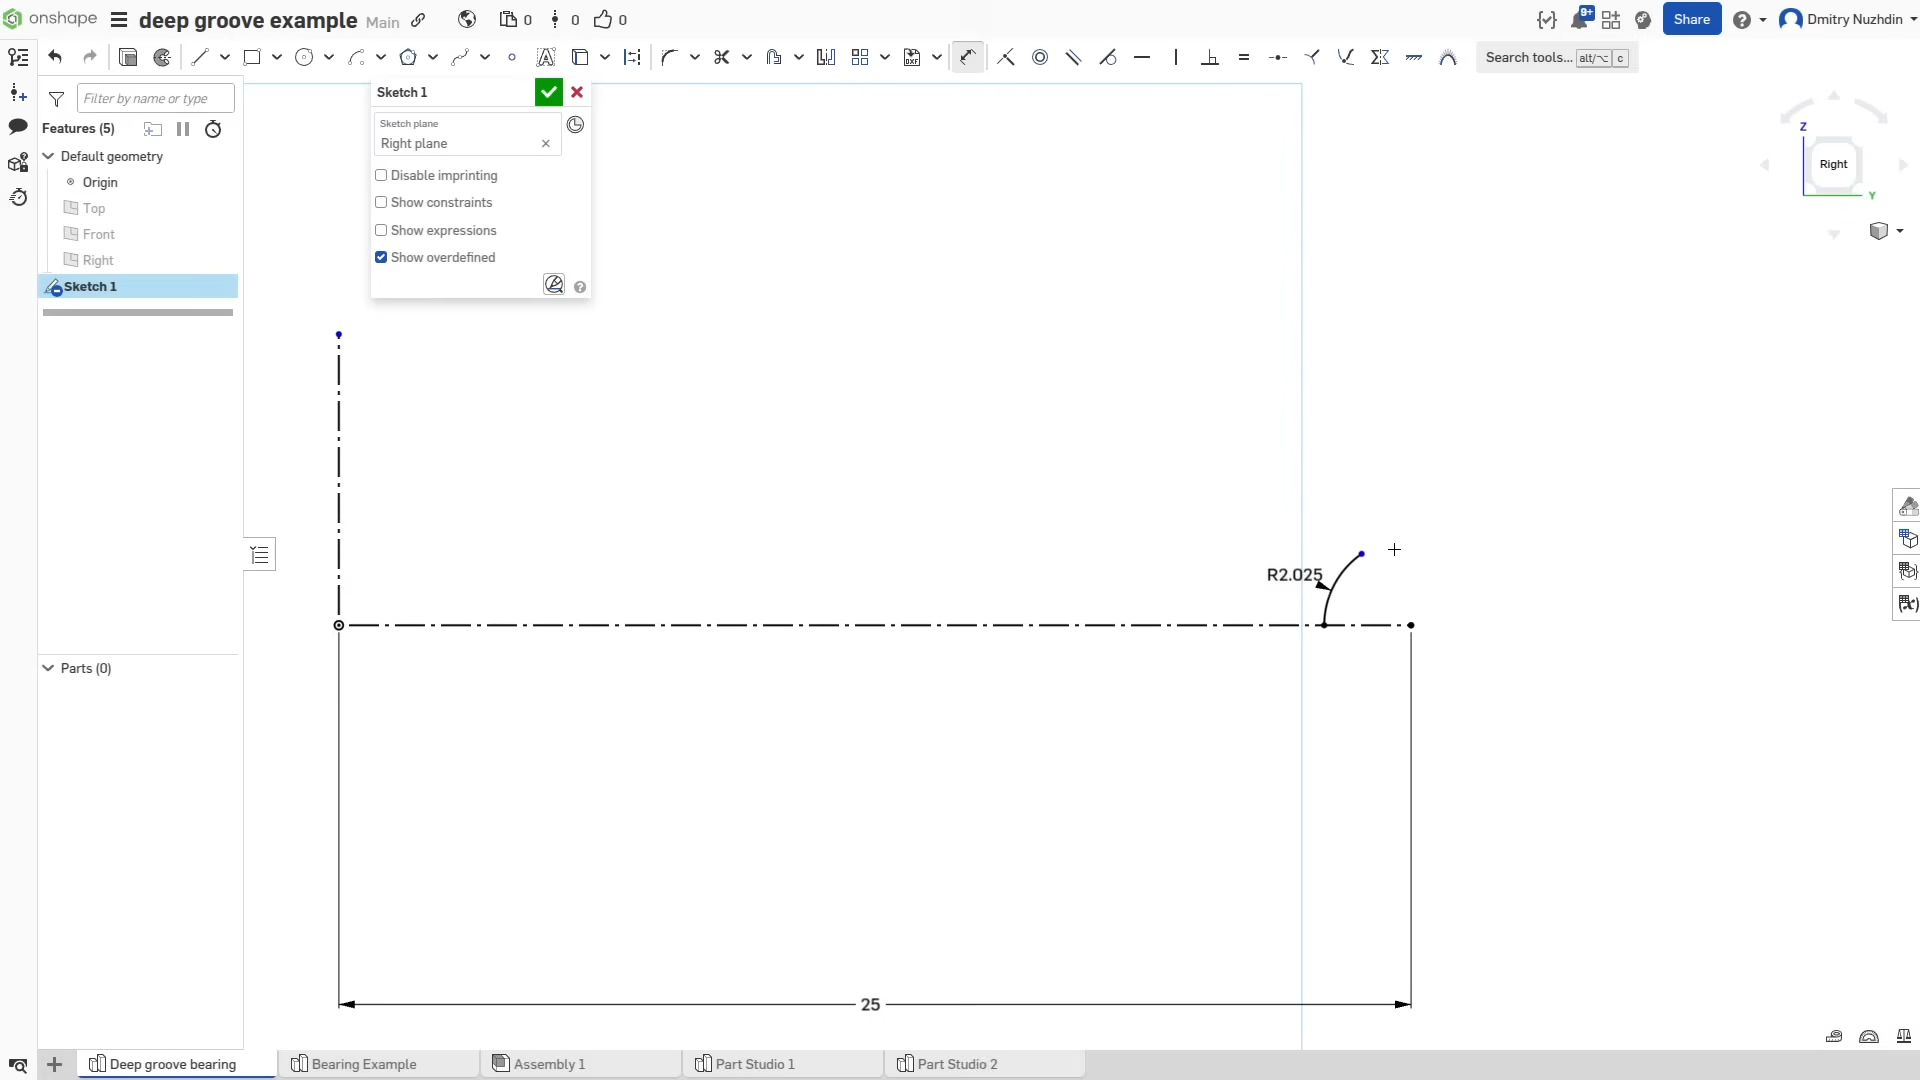 onshape
deep groove example Main
0
0
0
9+
Share
Dmitry Nuzhdin
Search tools... alt/⌥ c
Filter by name or type
Features (5)
Default geometry
Origin
Top
Front
Right
Sketch 1
Parts (0)
Sketch 1
Sketch plane
Right plane
Disable imprinting
Show constraints
Show expressions
Show overdefined
Z
Right
Y
R2.025
25
Deep groove bearing
Bearing Example
Assembly 1
Part Studio 1
Part Studio 2